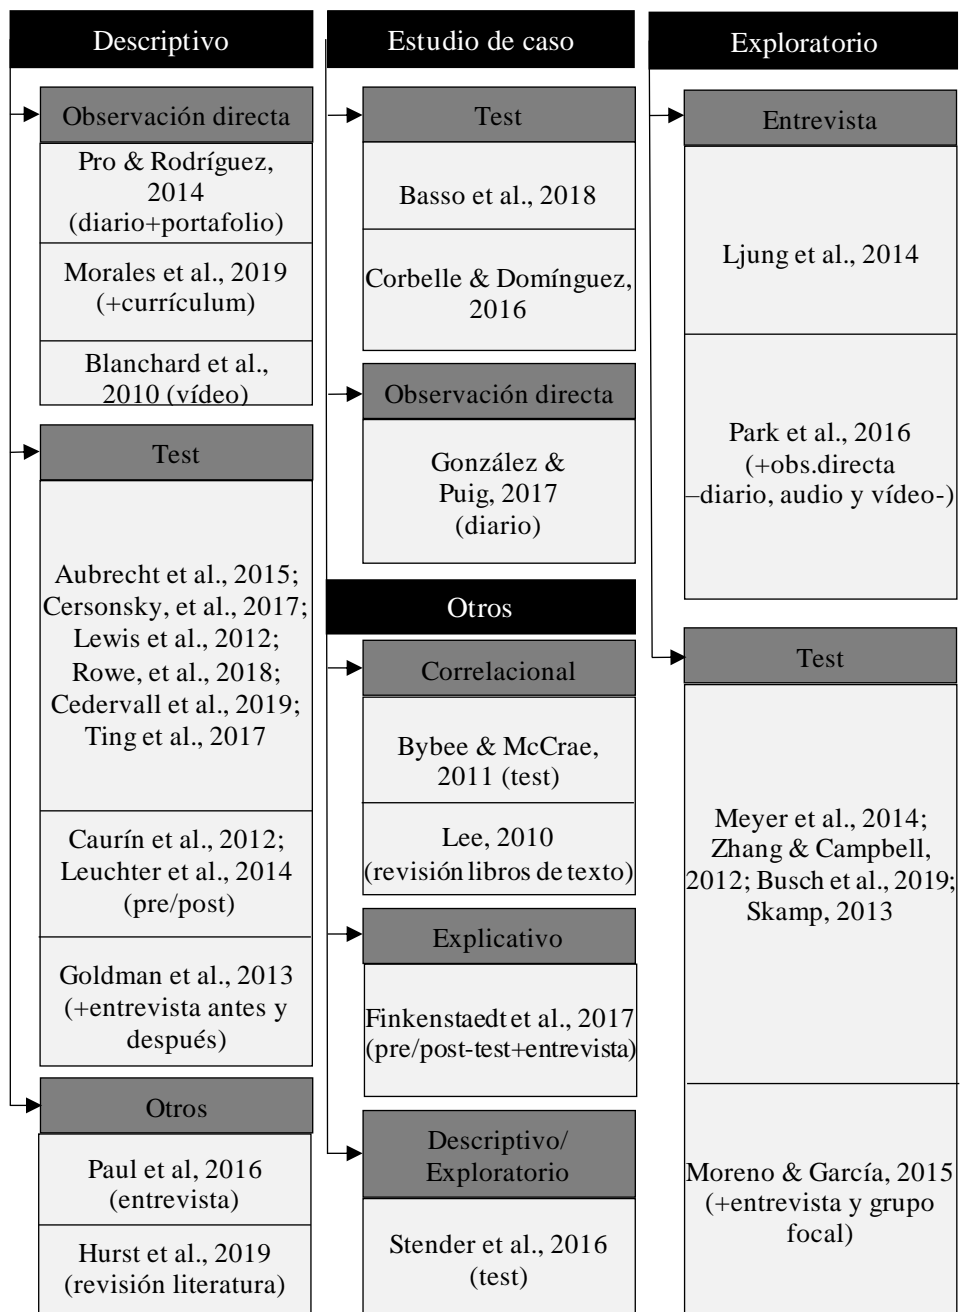 Descriptivo
Observación directa
Pro & Rodríguez,
2014
(diario+portafolio)
Morales et al., 2019
(+currículum)
Blanchard et al.,
2010 (vídeo)
Test
Aubrecht et al., 2015;
Cersonsky, et al., 2017;
Lewis et al., 2012;
Rowe, et al., 2018;
Cedervall et al., 2019;
Ting et al., 2017
Caurín et al., 2012;
Leuchter et al., 2014
(pre/post)
Goldman et al., 2013
(+entrevista antes y
después)
Otros
Paul et al, 2016
(entrevista)
Hurst et al., 2019
(revisión literatura)
Estudio de caso
Test
Basso et al., 2018
Corbelle & Domínguez,
2016
Observación directa
González &
Puig, 2017
(diario)
Otros
Correlacional
Bybee & McCrae,
2011 (test)
Lee, 2010
(revisión libros de texto)
Explicativo
Finkenstaedt et al., 2017
(pre/post-test+entrevista)
Descriptivo/
Exploratorio
Stender et al., 2016
(test)
Exploratorio
Entrevista
Ljung et al., 2014
Park et al., 2016
(+obs.directa
–diario, audio y vídeo-)
Test
Meyer et al., 2014;
Zhang & Campbell,
2012; Busch et al., 2019;
Skamp, 2013
Moreno & García, 2015
(+entrevista y grupo
focal)